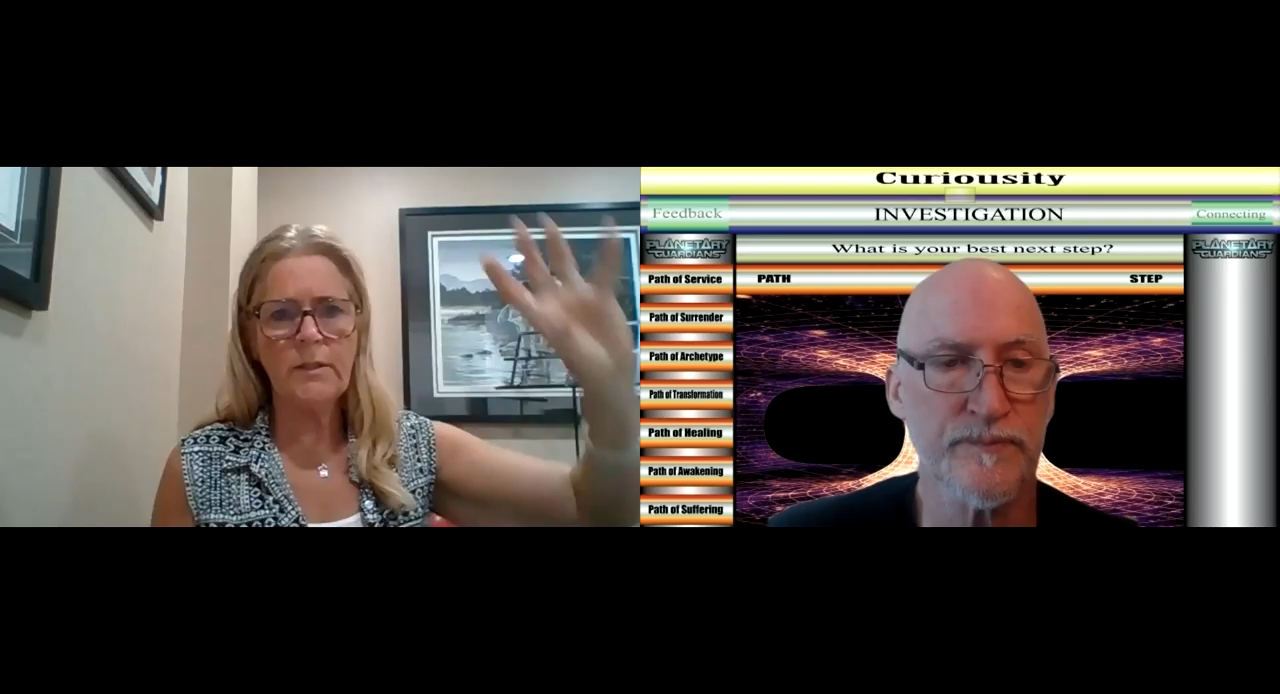 Curiousity
Feedback
INVESTIGATION
Connecting
PLANETARY
GUARDIANS
What is your best next step?
PLANETARY
GUARDIANS
Path of Service
PATH
STEP
Path of Surrender
Path of Archetype
Path of Transformation
Path of Healing
Path of Awakening
Path of Suffering